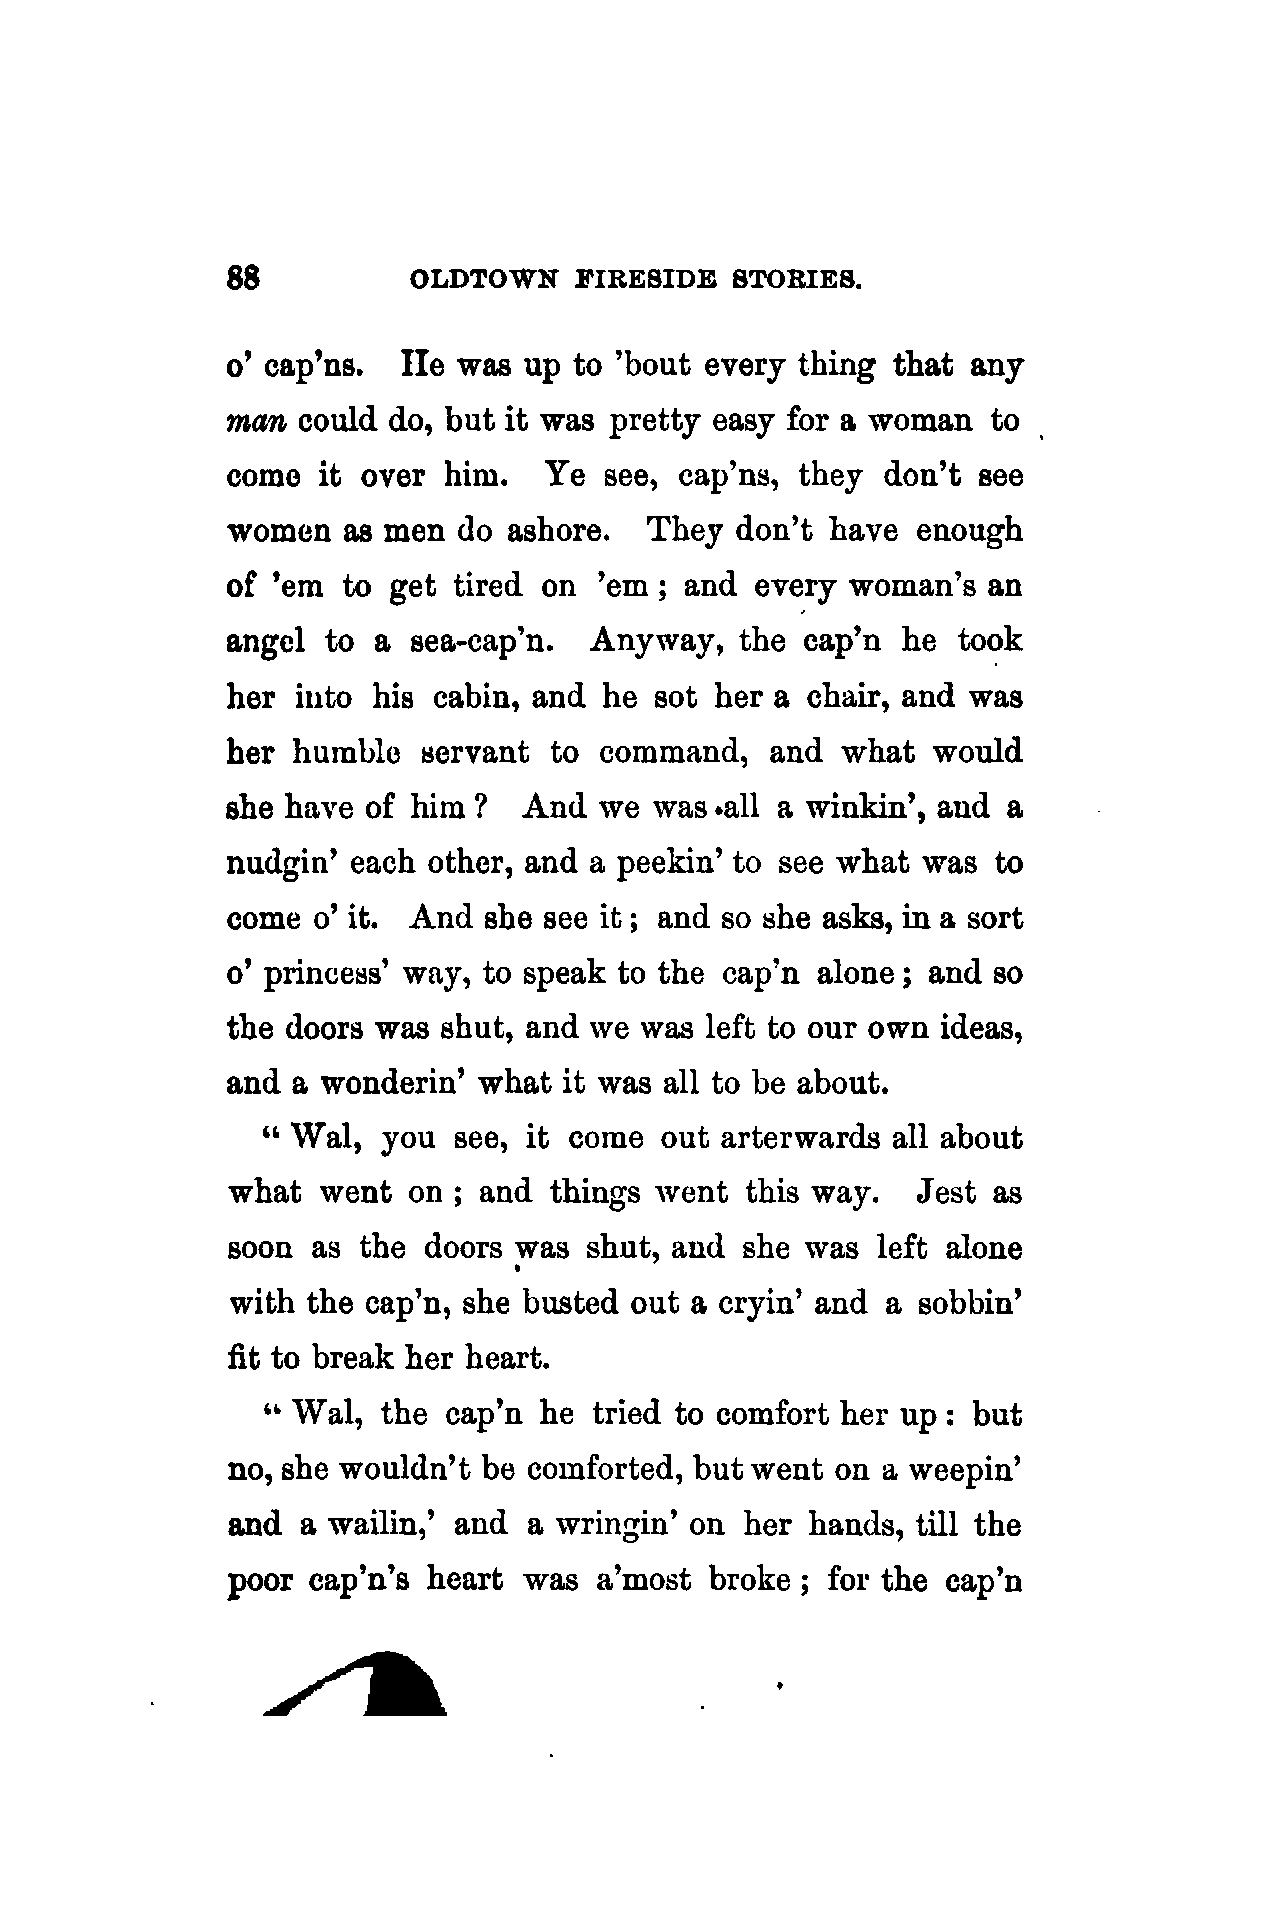 88 OLDTOWN FIRESIDE STORIES.
o' cap'ns. He was up to 'bout every thing that any
man could do, but it was pretty easy for a woman to
come it over him. Ye see, cap'ns, they don't see
women as men do ashore. They don't have enough
of 'em to get tired on 'em ; and every woman's an
angel to a sea-cap'n. Anyway, the cap'n he took
her into his cabin, and he sot her a chair, and was
her humble servant to command, and what would
she have of him ? And we was all a winkin', and a
nudgin' each other, and a peekin' to see what was to
come o' it. And she see it ; and so she asks, in a sort
o' princess' way, to speak to the cap'n alone ; and so
the doors was shut, and we was left to our own ideas,
and a wonderin' what it was all to be about.
“ Wal, you see, it come out arterwards all about
what went on ; and things went this way. Jest as
soon as the doors was shut, and she was left alone
with the cap'n, she busted out a cryin' and a sobbin'
fit to break her heart.
“ Wal, the cap'n he tried to comfort her up : but
no, she wouldn't be comforted, but went on a weepin'
and a wailin,' and a wringin' on her hands, till the
poor cap'n's heart was a'most broke ; for the cap'n